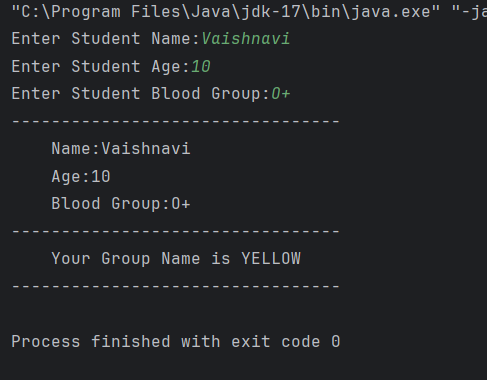 "C:\Program Files\Java\jdk-17\bin\java.exe" "-ja
Enter Student Name:Vaishnavi
Enter Student Age:10
Enter Student Blood Group:O+
---------------------------------
    Name:Vaishnavi
    Age:10
    Blood Group:O+
---------------------------------
    Your Group Name is YELLOW
---------------------------------

Process finished with exit code 0